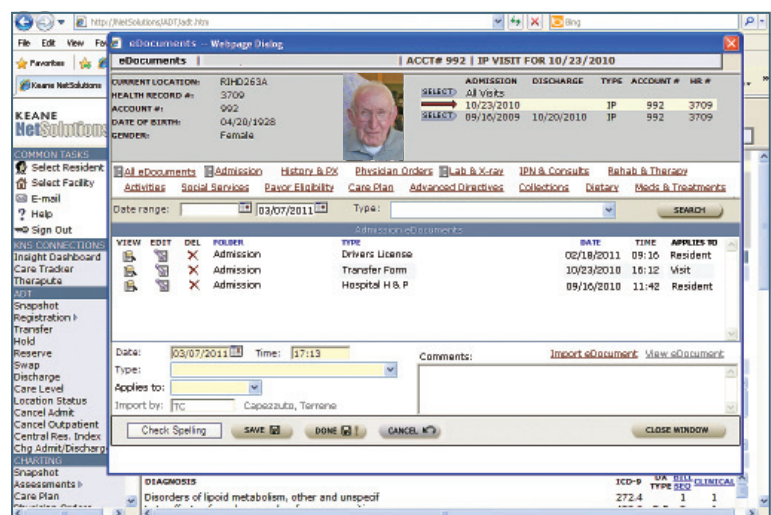 http://NetSolutions/ADT/adt.htm
Bing
File Edit View Fav
Favorites
Keane NetSolutions
KEANE
NetSolutions
COMMON TASKS
Select Resident
Select Facility
E-mail
Help
Sign Out
KNS CONNECTIONS
Insight Dashboard
Care Tracker
Therapute
ADT
Snapshot
Registration
Transfer
Hold
Reserve
Swap
Discharge
Care Level
Location Status
Cancel Admit
Cancel Outpatient
Central Res. Index
Chg Admit/Discharg
CHARTING
Snapshot
Assessments
Care Plan
Physician Orders
eDocuments -- Webpage Dialog
eDocuments | | ACCT# 992 | IP VISIT FOR 10/23/2010
CURRENT LOCATION: RIHD263A
HEALTH RECORD #: 3709
ACCOUNT #: 992
DATE OF BIRTH: 04/20/1928
GENDER: Female
ADMISSION DISCHARGE TYPE ACCOUNT # HR #
SELECT All Visits
10/23/2010 IP 992 3709
SELECT 09/16/2009 10/20/2010 IP 992 3709
All eDocuments Admission History & PX Physician Orders Lab & X-ray IPN & Consults Rehab & Therapy
Activities Social Services Payor Eligibility Care Plan Advanced Directives Collections Dietary Meds & Treatments
Date range: 03/07/2011 Type: SEARCH
Admission eDocuments
VIEW EDIT DEL FOLDER TYPE DATE TIME APPLIES TO
Admission Drivers License 02/18/2011 09:16 Resident
Admission Transfer Form 10/23/2010 16:12 Visit
Admission Hospital H & P 09/16/2010 11:42 Resident
Date: 03/07/2011 Time: 17:13 Comments: Import eDocument View eDocument
Type:
Applies to:
Import by: TC Capezzuto, Terrene
Check Spelling SAVE DONE CANCEL CLOSE WINDOW
DIAGNOSIS ICD-9 DX TYPE BILL SEQ CLINICAL
Disorders of lipoid metabolism, other and unspecif 272.4 1 1